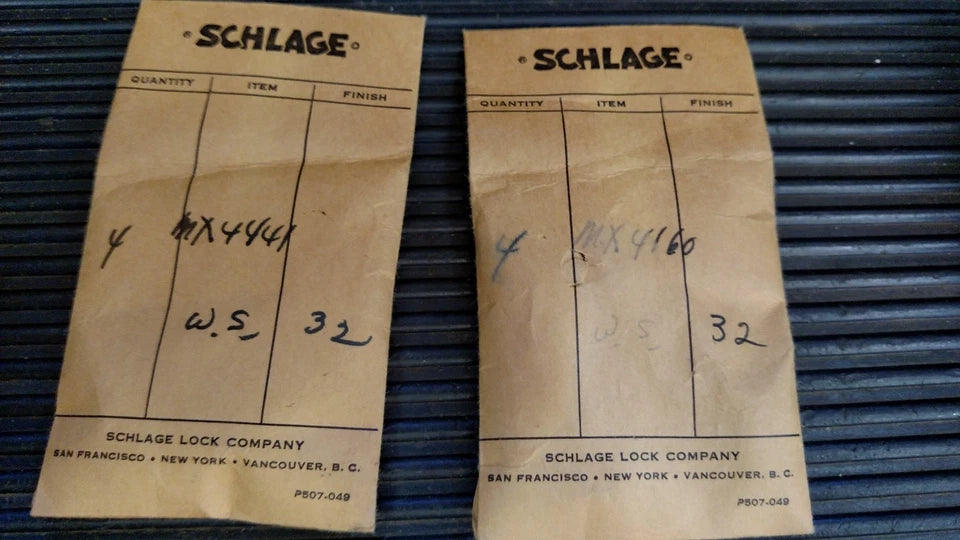 SCHLAGE
QUANTITY ITEM FINISH
4 MX4441
W.S. 32
SCHLAGE LOCK COMPANY
SAN FRANCISCO • NEW YORK • VANCOUVER, B. C.
P507-049
SCHLAGE
QUANTITY ITEM FINISH
4 MX4160
W.S. 32
SCHLAGE LOCK COMPANY
SAN FRANCISCO • NEW YORK • VANCOUVER, B. C.
P507-049